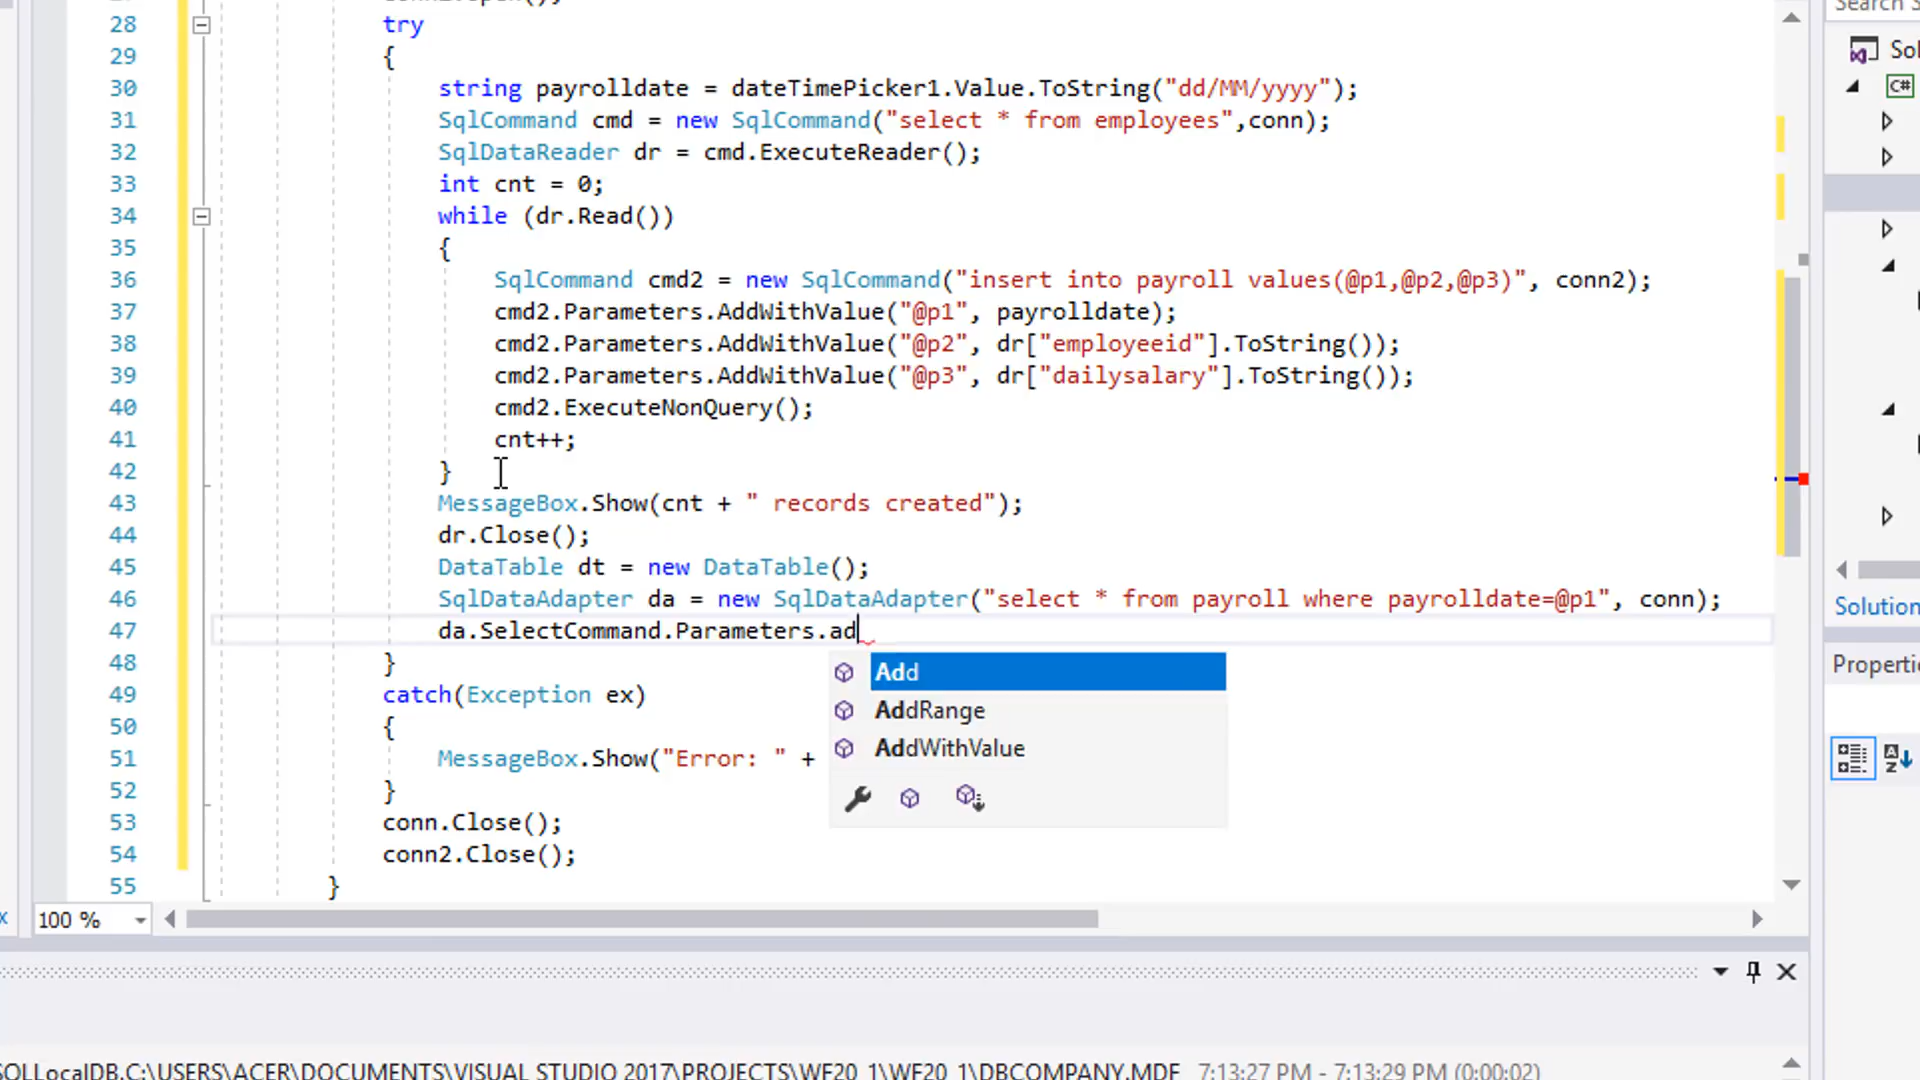 28 try
29 {
30 string payrolldate = dateTimePicker1.Value.ToString("dd/MM/yyyy");
31 SqlCommand cmd = new SqlCommand("select * from employees",conn);
32 SqlDataReader dr = cmd.ExecuteReader();
33 int cnt = 0;
34 while (dr.Read())
35 {
36 SqlCommand cmd2 = new SqlCommand("insert into payroll values(@p1,@p2,@p3)", conn2);
37 cmd2.Parameters.AddWithValue("@p1", payrolldate);
38 cmd2.Parameters.AddWithValue("@p2", dr["employeeid"].ToString());
39 cmd2.Parameters.AddWithValue("@p3", dr["dailysalary"].ToString());
40 cmd2.ExecuteNonQuery();
41 cnt++;
42 }
43 MessageBox.Show(cnt + " records created");
44 dr.Close();
45 DataTable dt = new DataTable();
46 SqlDataAdapter da = new SqlDataAdapter("select * from payroll where payrolldate=@p1", conn);
47 da.SelectCommand.Parameters.ad
48 }
Add
49 catch(Exception ex)
AddRange
50 {
AddWithValue
51 MessageBox.Show("Error: " +
52 }
53 conn.Close();
54 conn2.Close();
55 }
100 %
Search S
Sol
C#
Solution
Properti
SQLLocalDB.C:\USERS\ACER\DOCUMENTS\VISUAL STUDIO 2017\PROJECTS\WF20_1\WF20_1\DBCOMPANY.MDF 7:13:27 PM - 7:13:29 PM (0:00:02)